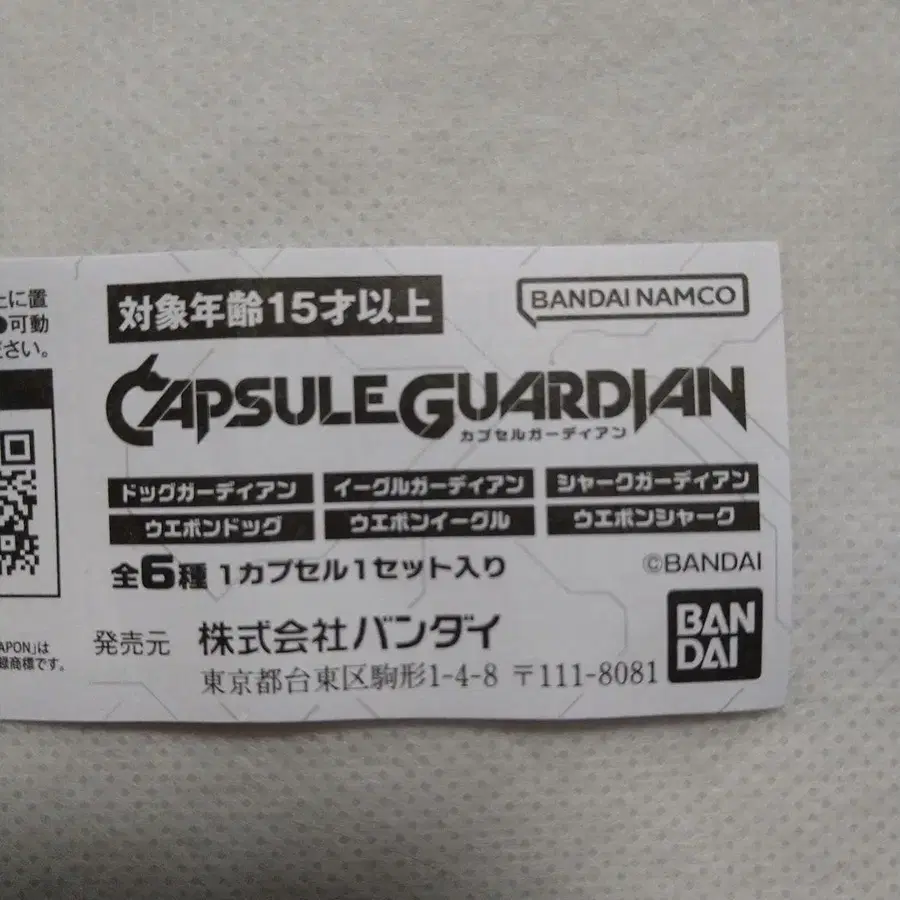 上に置
●可動
ださい。
対象年齢15才以上
BANDAI NAMCO
CAPSULE GUARDIAN
カプセルガーディアン
ドッグガーディアン イーグルガーディアン シャークガーディアン
ウエポンドッグ ウエポンイーグル ウエポンシャーク
全6種 1カプセル1セット入り
©BANDAI
発売元 株式会社バンダイ
東京都台東区駒形1-4-8 〒111-8081
BAN
DAI
APON」は
録商標です。